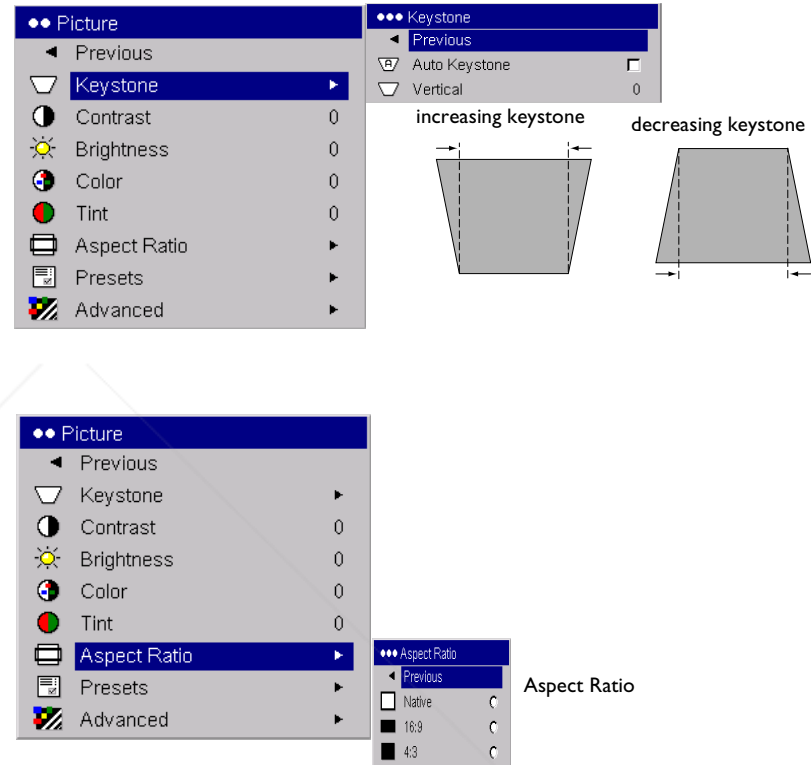 Picture
Previous
Keystone
Contrast 0
Brightness 0
Color 0
Tint 0
Aspect Ratio
Presets
Advanced
Keystone
Previous
A Auto Keystone
Vertical 0
increasing keystone
decreasing keystone
Picture
Previous
Keystone
Contrast 0
Brightness 0
Color 0
Tint 0
Aspect Ratio
Presets
Advanced
Aspect Ratio
Previous
Native
16:9
4:3
Aspect Ratio